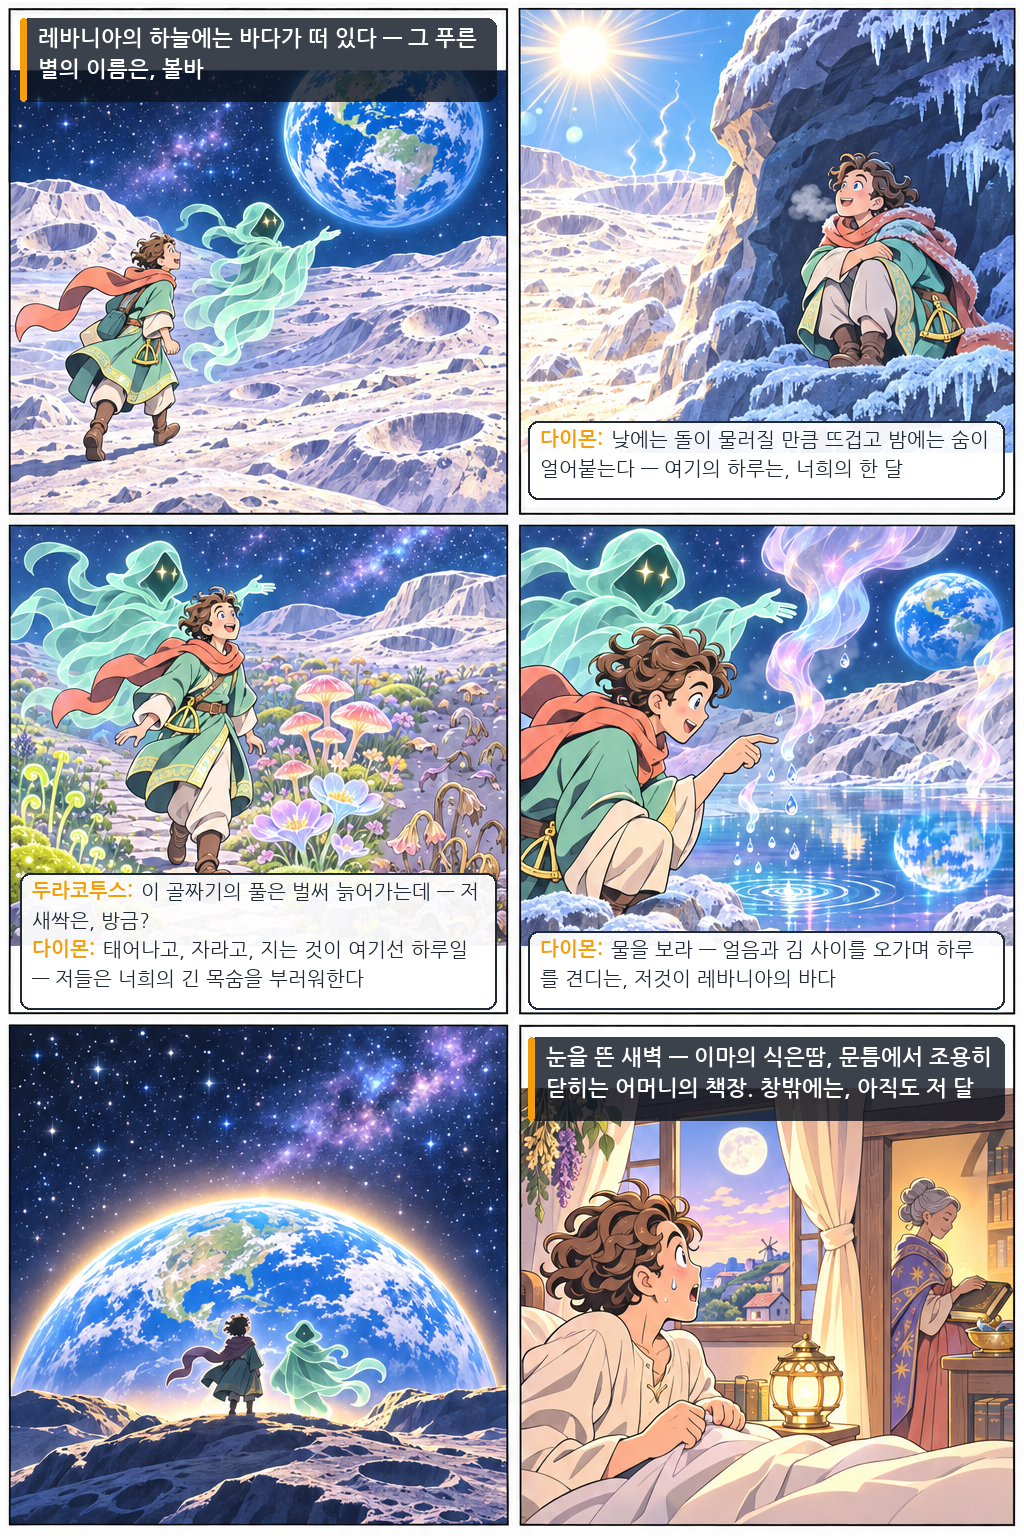 레바니아의 하늘에는 바다가 떠 있다 — 그 푸른
별의 이름은, 볼바
다이몬: 낮에는 돌이 물러질 만큼 뜨겁고 밤에는 숨이
얼어붙는다 — 여기의 하루는, 너희의 한 달
두라코투스: 이 골짜기의 풀은 벌써 늙어가는데 — 저
새싹은, 방금?
다이몬: 태어나고, 자라고, 지는 것이 여기선 하루일
— 저들은 너희의 긴 목숨을 부러워한다
다이몬: 물을 보라 — 얼음과 김 사이를 오가며 하루
를 견디는, 저것이 레바니아의 바다
눈을 뜬 새벽 — 이마의 식은땀, 문틈에서 조용히
닫히는 어머니의 책장. 창밖에는, 아직도 저 달